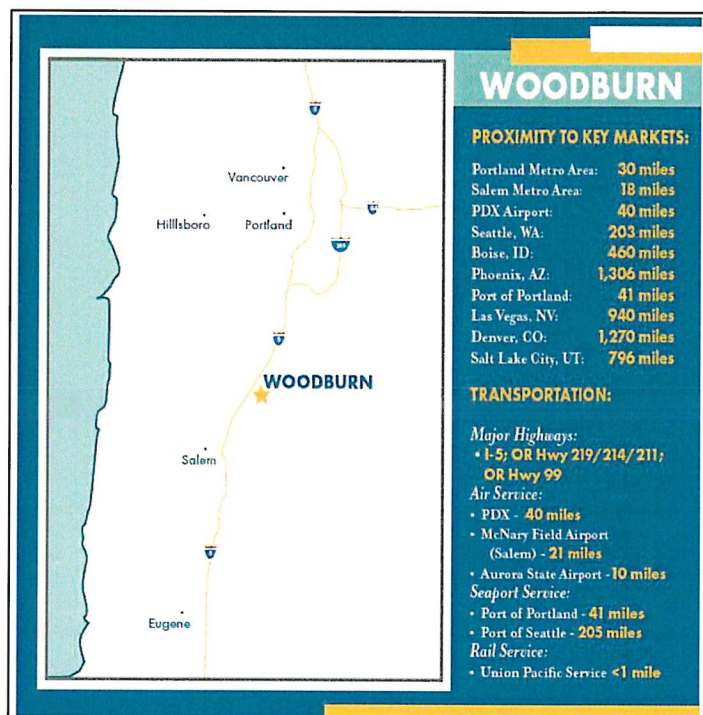 WOODBURN
PROXIMITY TO KEY MARKETS:
Portland Metro Area: 30 miles
Salem Metro Area: 18 miles
PDX Airport: 40 miles
Seattle, WA: 203 miles
Boise, ID: 460 miles
Phoenix, AZ: 1,306 miles
Port of Portland: 41 miles
Las Vegas, NV: 940 miles
Denver, CO: 1,270 miles
Salt Lake City, UT: 796 miles
TRANSPORTATION:
Major Highways:
• I-5; OR Hwy 219/214/211;
OR Hwy 99
Air Service:
• PDX - 40 miles
• McNary Field Airport
(Salem) - 21 miles
• Aurora State Airport - 10 miles
Seaport Service:
• Port of Portland - 41 miles
• Port of Seattle - 205 miles
Rail Service:
• Union Pacific Service <1 mile
5
Vancouver
Hilllsboro
Portland
5
WOODBURN
Salem
5
Eugene